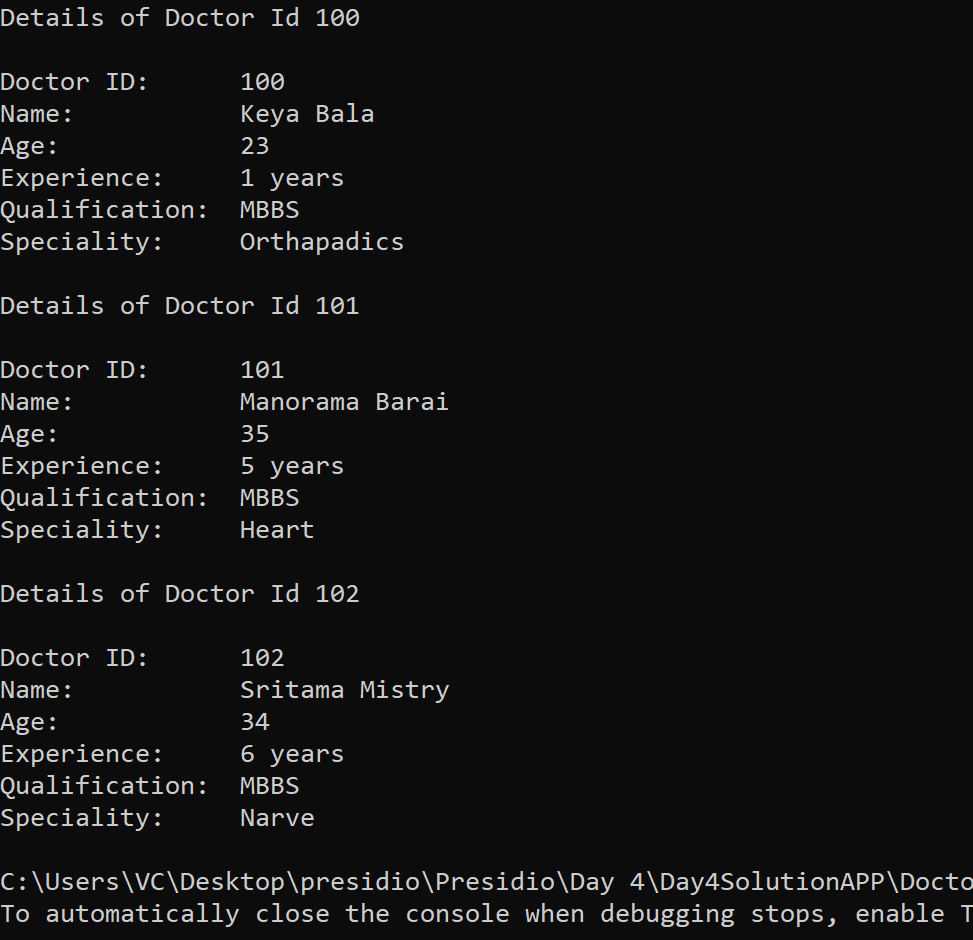 Details of Doctor Id 100
Doctor ID: 100
Name: Keya Bala
Age: 23
Experience: 1 years
Qualification: MBBS
Speciality: Orthapadics
Details of Doctor Id 101
Doctor ID: 101
Name: Manorama Barai
Age: 35
Experience: 5 years
Qualification: MBBS
Speciality: Heart
Details of Doctor Id 102
Doctor ID: 102
Name: Sritama Mistry
Age: 34
Experience: 6 years
Qualification: MBBS
Speciality: Narve
C:\Users\VC\Desktop\presidio\Presidio\Day 4\Day4SolutionAPP\Docto
To automatically close the console when debugging stops, enable T